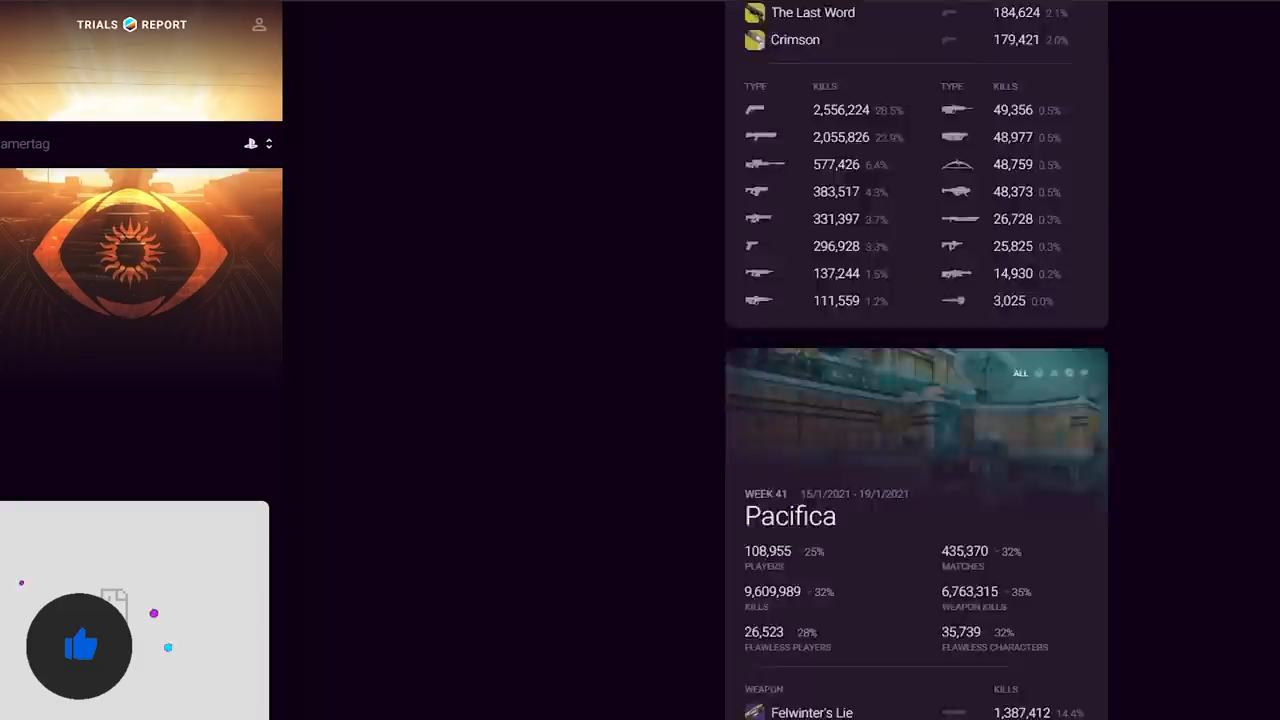 TRIALS REPORT
amertag
The Last Word 184,624 2.1%
Crimson 179,421 2.0%
TYPE KILLS TYPE KILLS
2,556,224 28.5% 49,356 0.5%
2,055,826 22.9% 48,977 0.5%
577,426 6.4% 48,759 0.5%
383,517 4.3% 48,373 0.5%
331,397 3.7% 26,728 0.3%
296,928 3.3% 25,825 0.3%
137,244 1.5% 14,930 0.2%
111,559 1.2% 3,025 0.0%
ALL
WEEK 41 15/1/2021 - 19/1/2021
Pacifica
108,955 25% 435,370 - 32%
PLAYERS MATCHES
9,609,989 - 32% 6,763,315 - 35%
KILLS WEAPON KILLS
26,523 28% 35,739 32%
FLAWLESS PLAYERS FLAWLESS CHARACTERS
WEAPON KILLS
Felwinter's Lie 1,387,412 14.4%